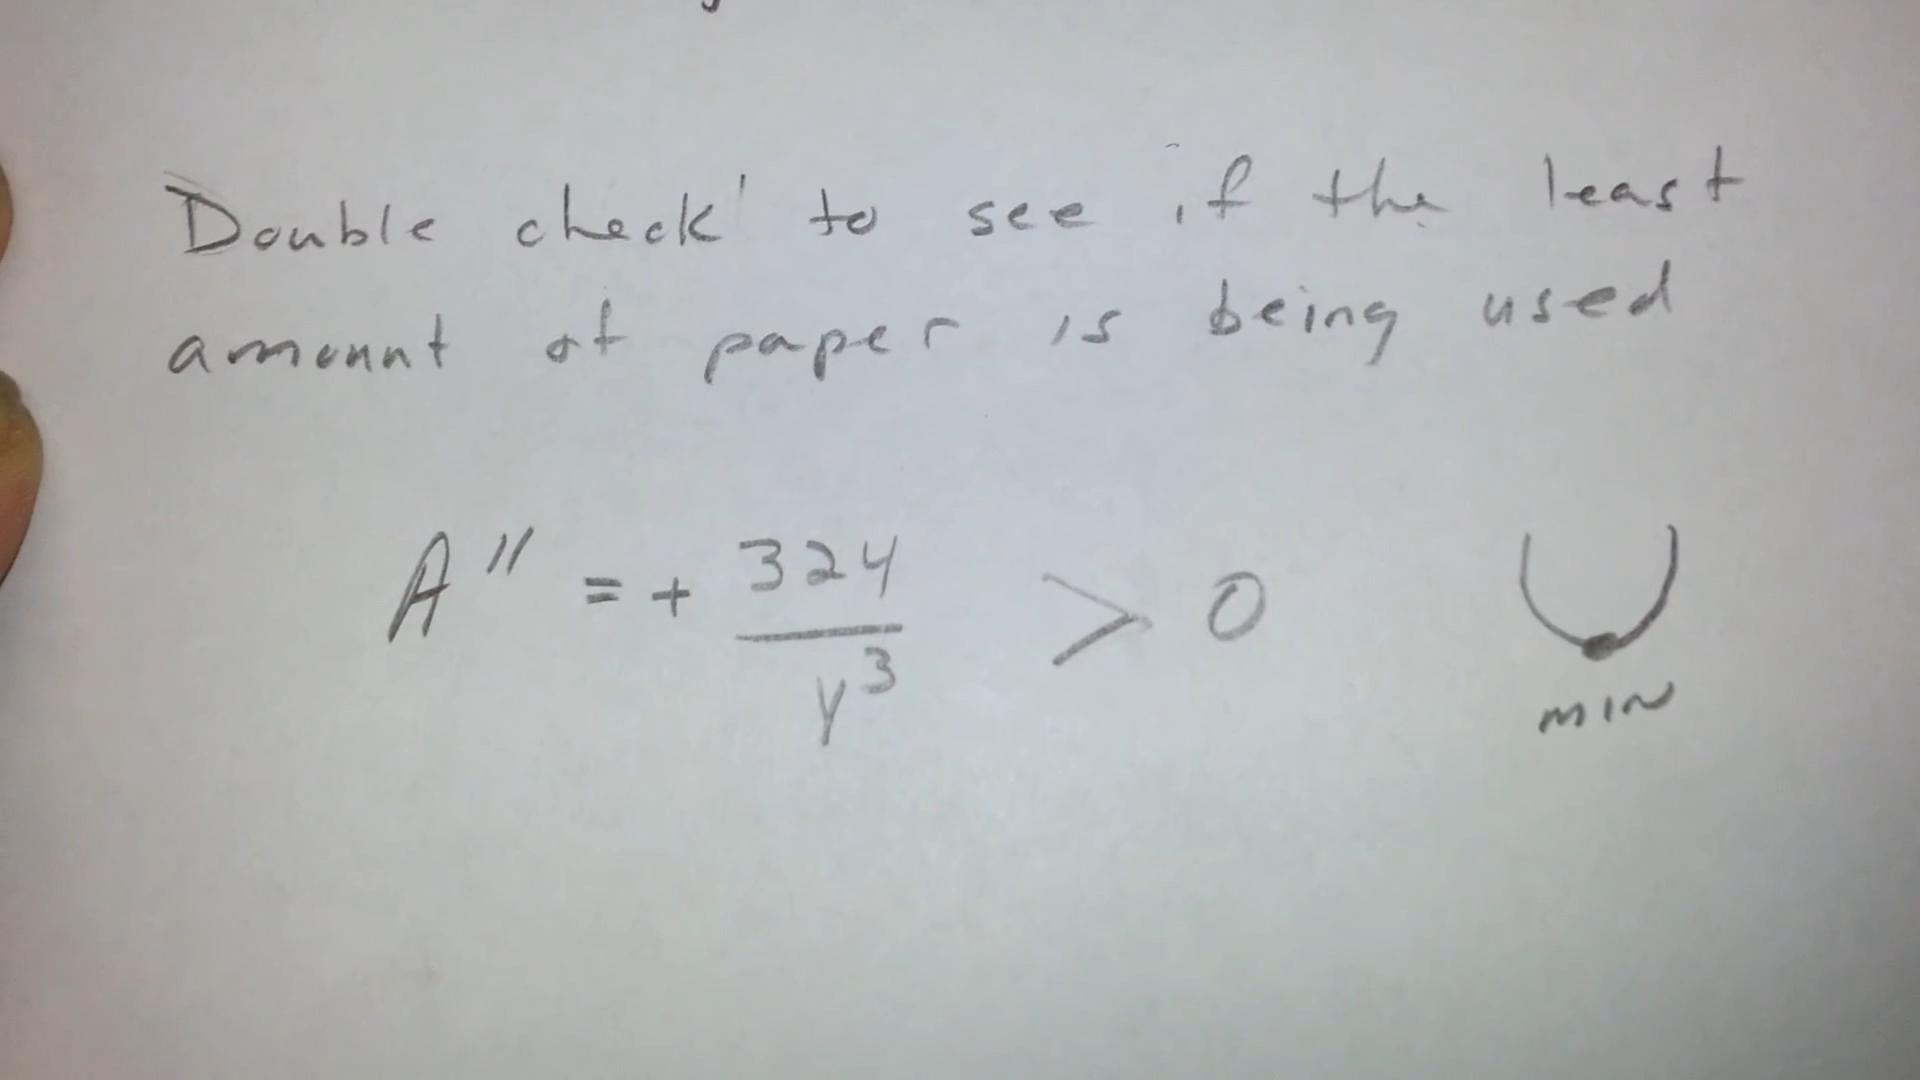 Double check to see if the least
amount of paper is being used
A" = + 324/y³ > 0
MIN